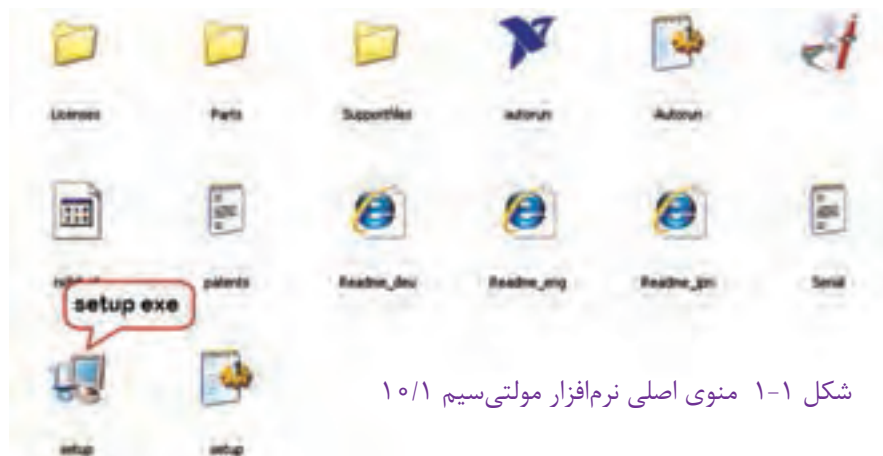 Licenses Parts Supportfiles autorun Autorun
patents Readme_deu Readme_eng Readme_jpn Serial
setup exe
شکل ۱-۱ منوی اصلی نرم‌افزار مولتی‌سیم ۱۰/۱
setup setup